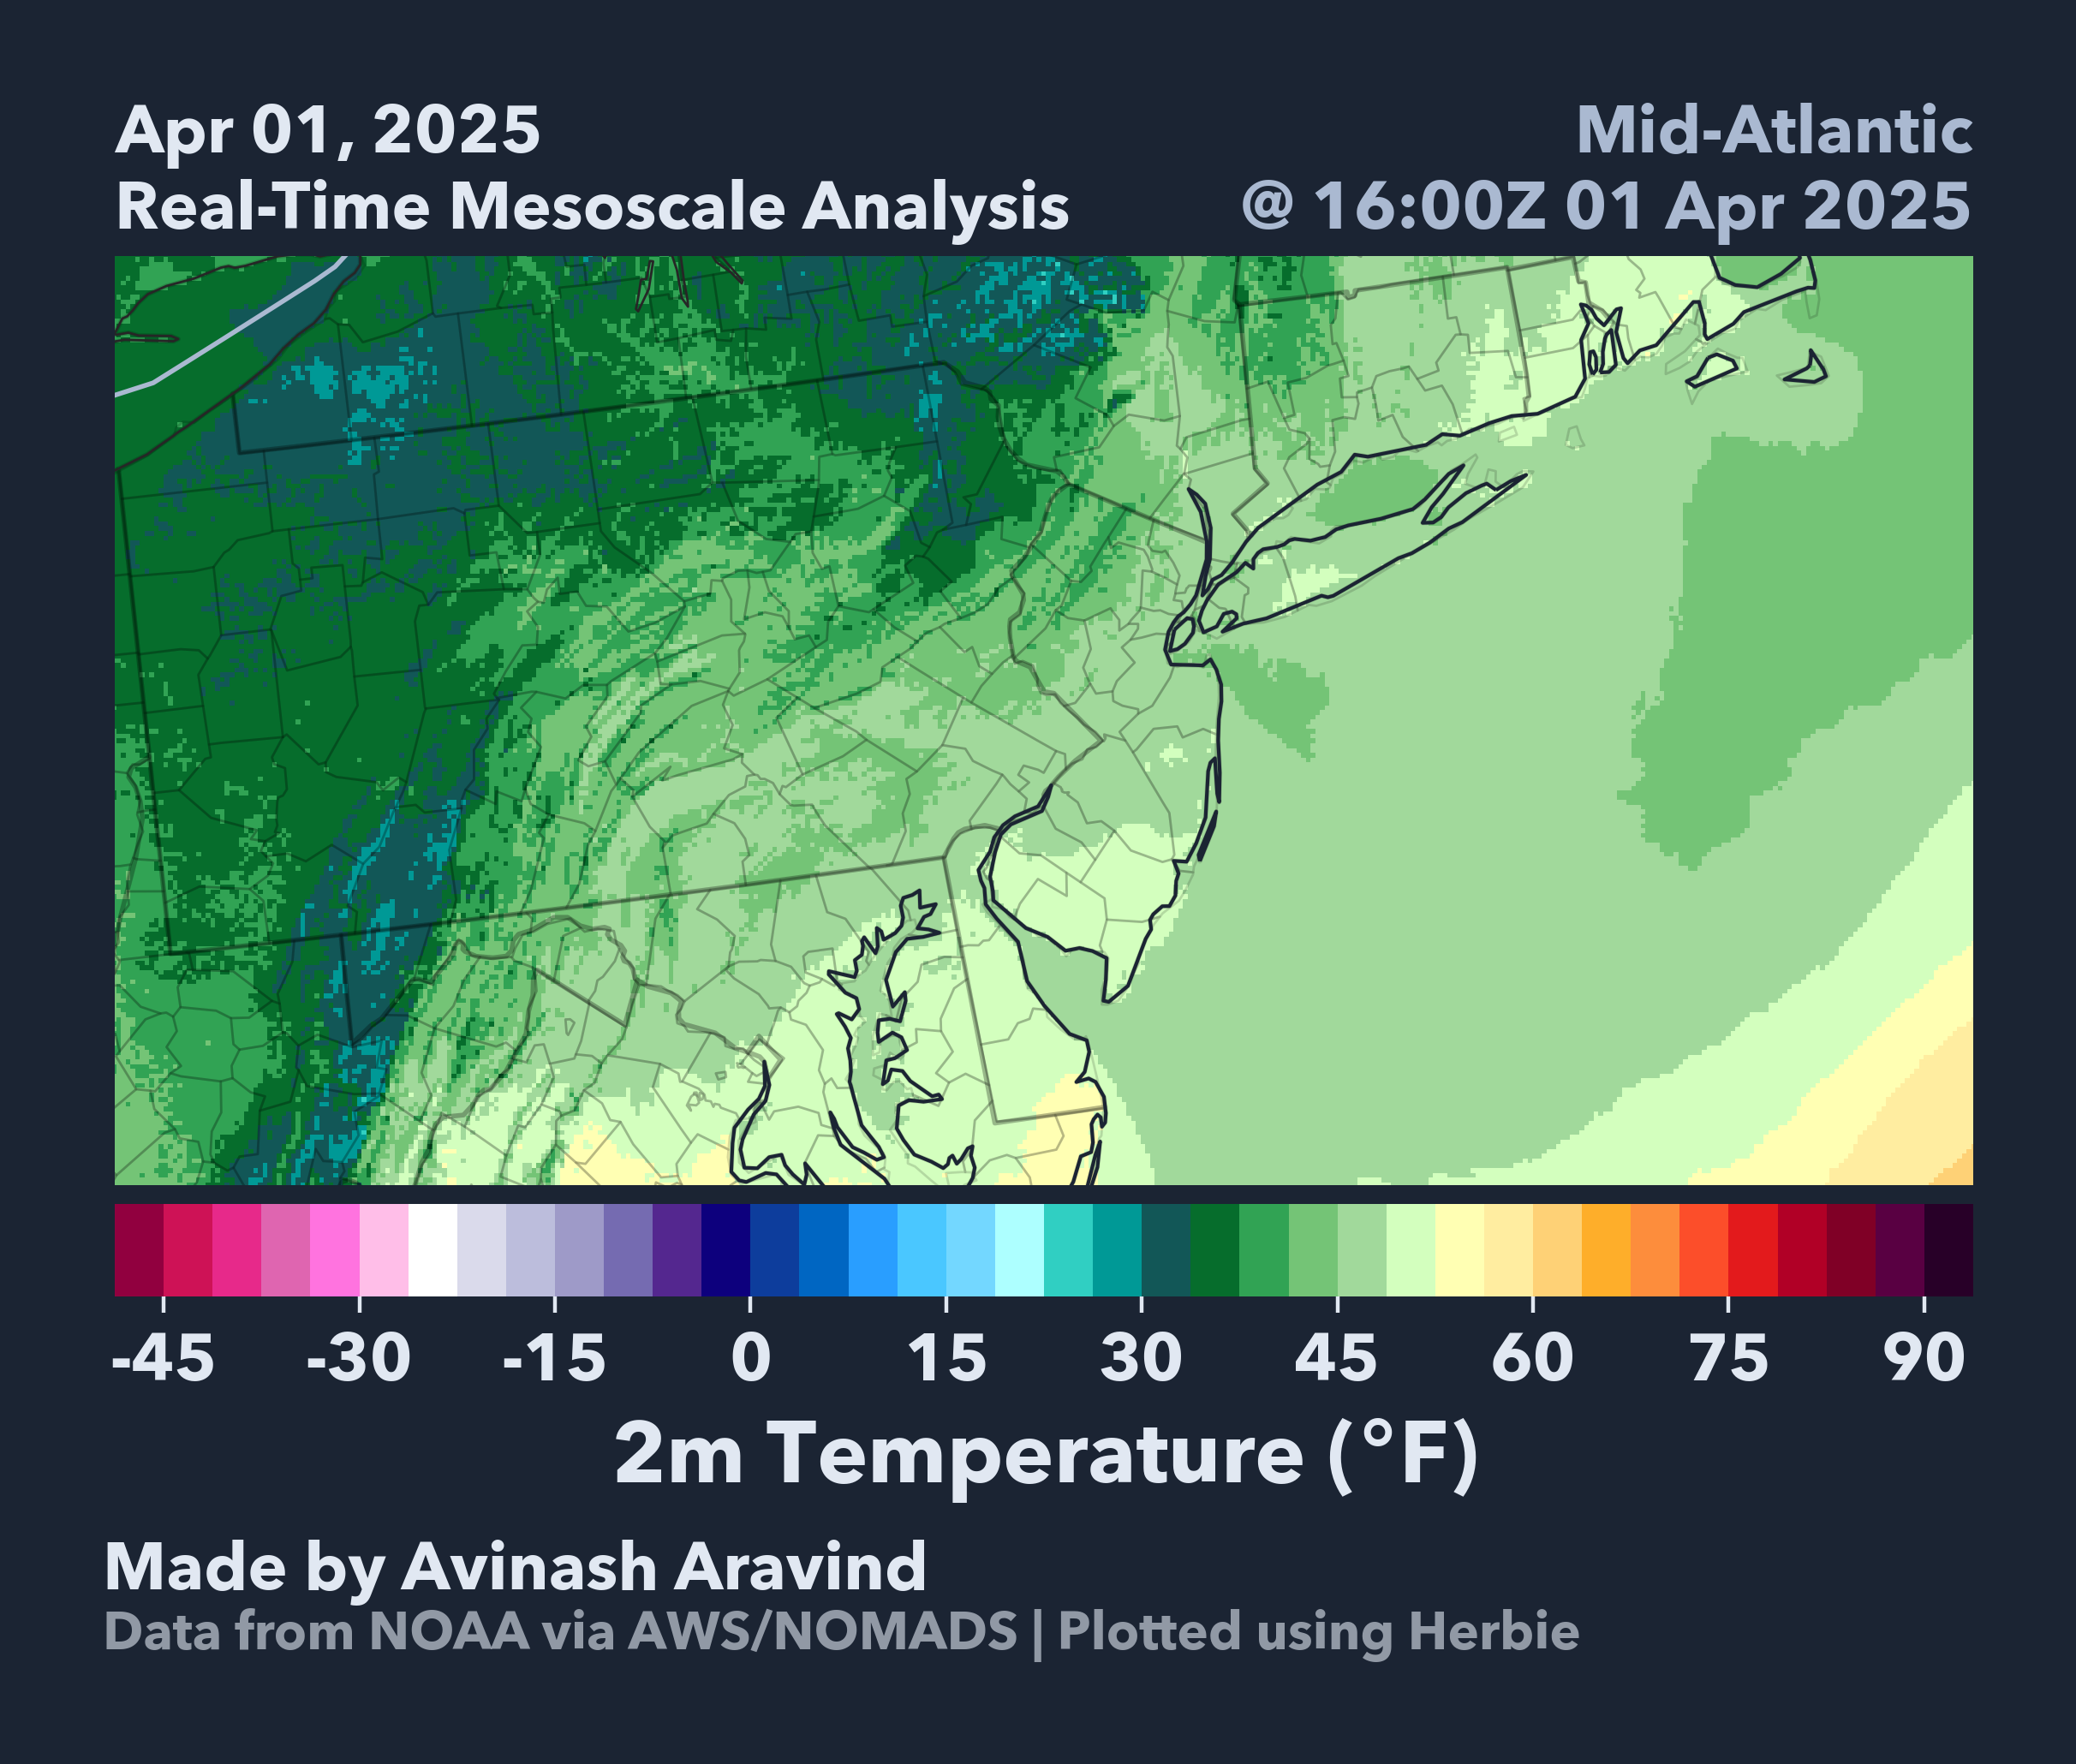 Apr 01, 2025
Mid-Atlantic
Real-Time Mesoscale Analysis
@ 16:00Z 01 Apr 2025
-45 -30 -15 0 15 30 45 60 75 90
2m Temperature (°F)
Made by Avinash Aravind
Data from NOAA via AWS/NOMADS | Plotted using Herbie